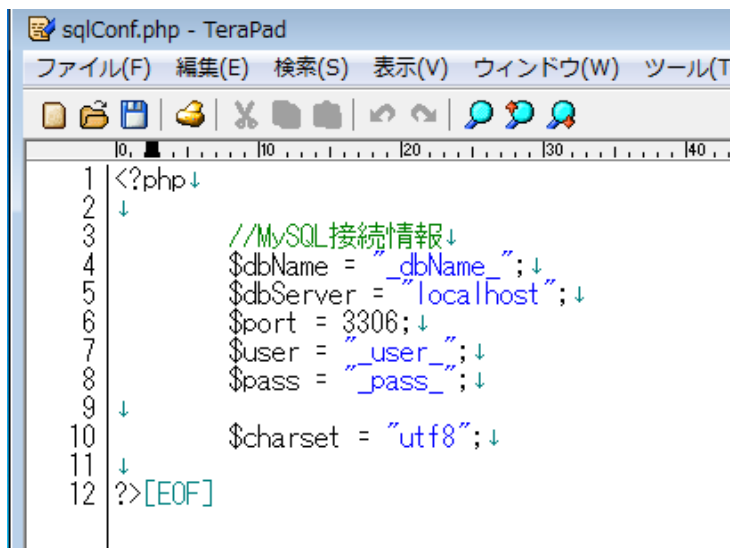 sqlConf.php - TeraPad
ファイル(F) 編集(E) 検索(S) 表示(V) ウィンドウ(W) ツール(T
0 10 20 30 40
1 <?php↓
2 ↓
3 //MySQL接続情報↓
4 $dbName = "_dbName_";↓
5 $dbServer = "localhost";↓
6 $port = 3306;↓
7 $user = "_user_";↓
8 $pass = "_pass_";↓
9 ↓
10 $charset = "utf8";↓
11 ↓
12 ?>[EOF]